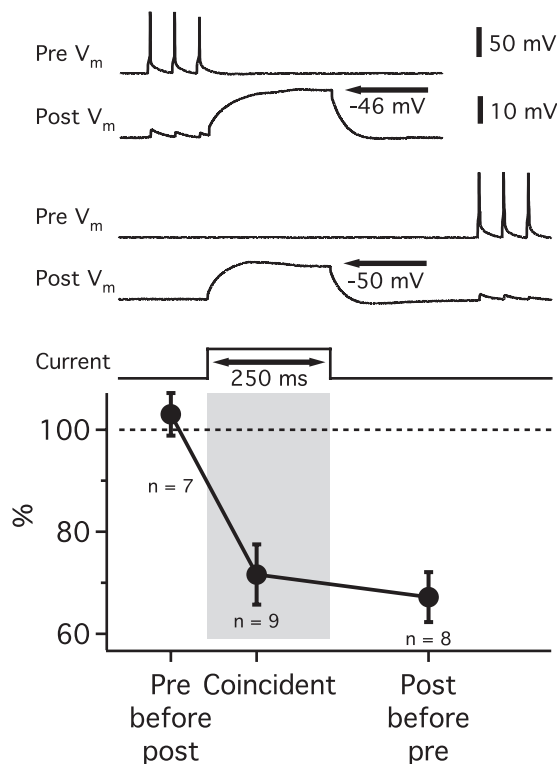 Pre Vm
50 mV
Post Vm
-46 mV
10 mV
Pre Vm
Post Vm
-50 mV
Current
250 ms
100
n = 7
%
80
n = 9
n = 8
60
Pre before post
Coincident
Post before pre